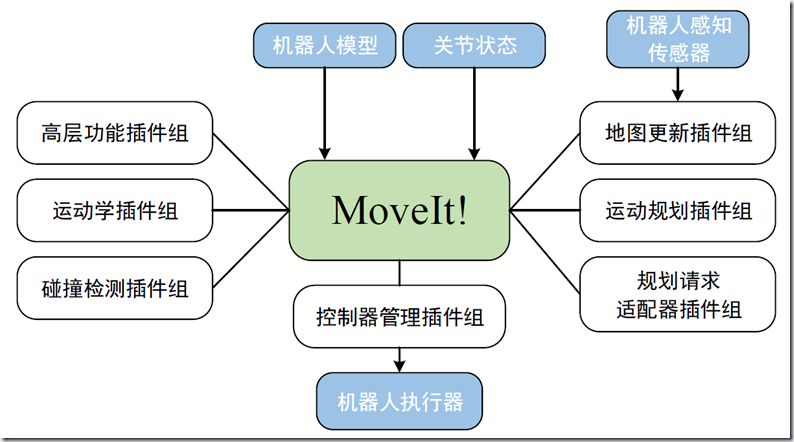 机器人模型
关节状态
机器人感知
传感器
高层功能插件组
地图更新插件组
MoveIt!
运动学插件组
运动规划插件组
碰撞检测插件组
规划请求
适配器插件组
控制器管理插件组
机器人执行器